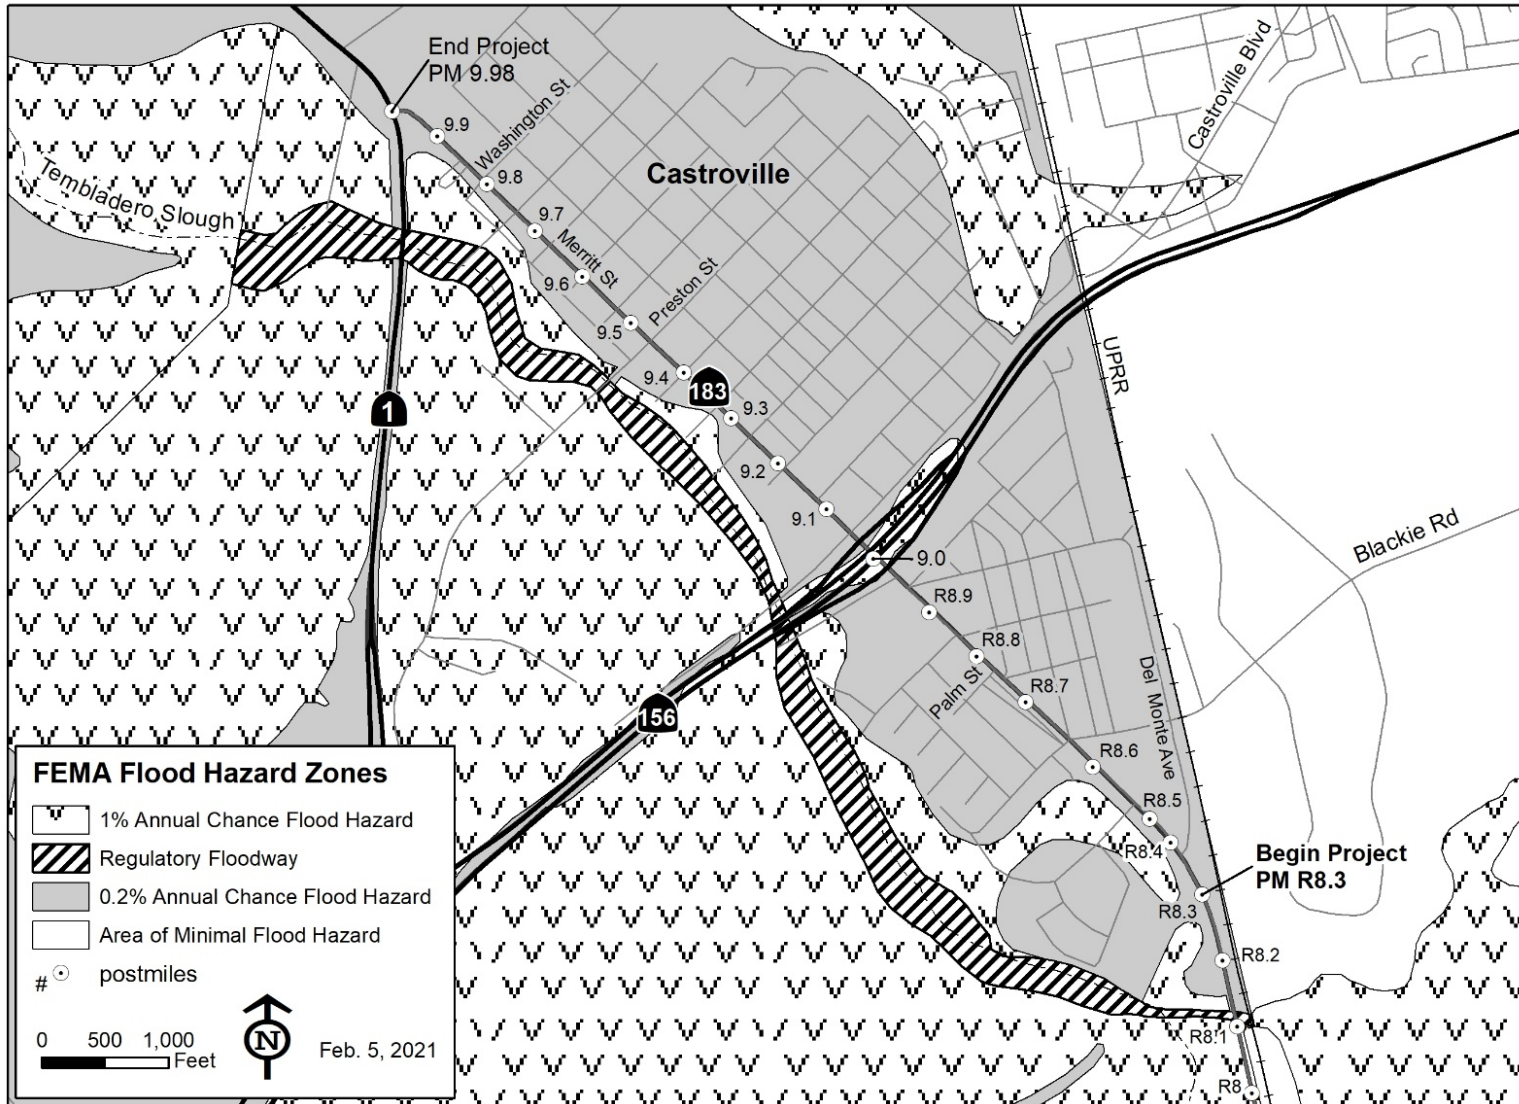 End Project
PM 9.98
9.9
Washington St
9.8
Castroville
Castroville Blvd
Tembladero Slough
9.7
Merritt St
9.6
Preston St
9.5
9.4
183
9.3
UPRR
1
9.2
9.1
9.0
Blackie Rd
R8.9
R8.8
Palm St
R8.7
Del Monte Ave
156
R8.6
R8.5
R8.4
Begin Project
PM R8.3
R8.3
R8.2
R8.1
R8
FEMA Flood Hazard Zones
1% Annual Chance Flood Hazard
Regulatory Floodway
0.2% Annual Chance Flood Hazard
Area of Minimal Flood Hazard
# postmiles
0 500 1,000
Feet
N
Feb. 5, 2021